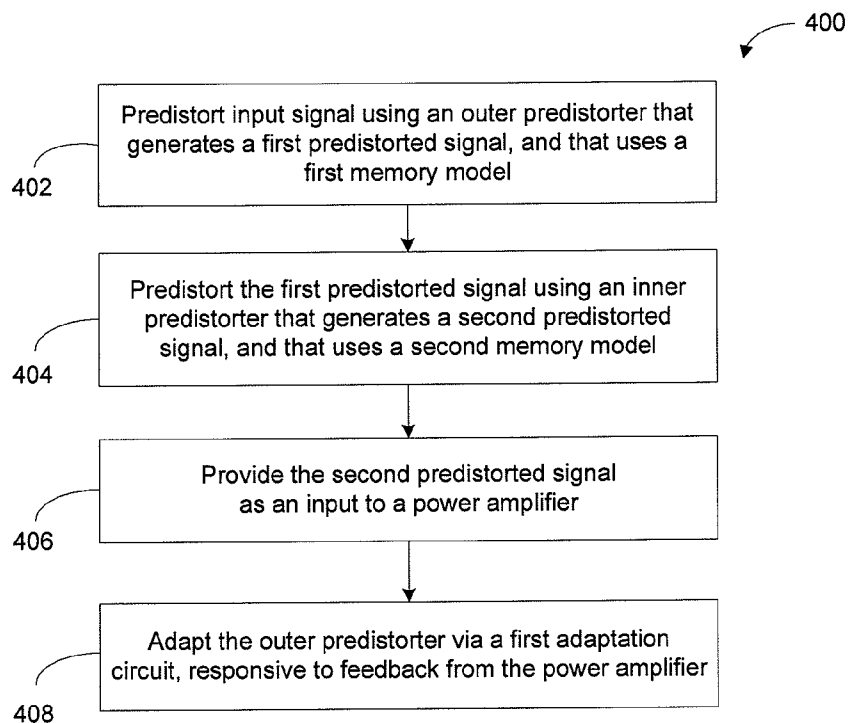 400
Predistort input signal using an outer predistorter that
generates a first predistorted signal, and that uses a
first memory model
402
Predistort the first predistorted signal using an inner
predistorter that generates a second predistorted
signal, and that uses a second memory model
404
Provide the second predistorted signal
as an input to a power amplifier
406
Adapt the outer predistorter via a first adaptation
circuit, responsive to feedback from the power amplifier
408